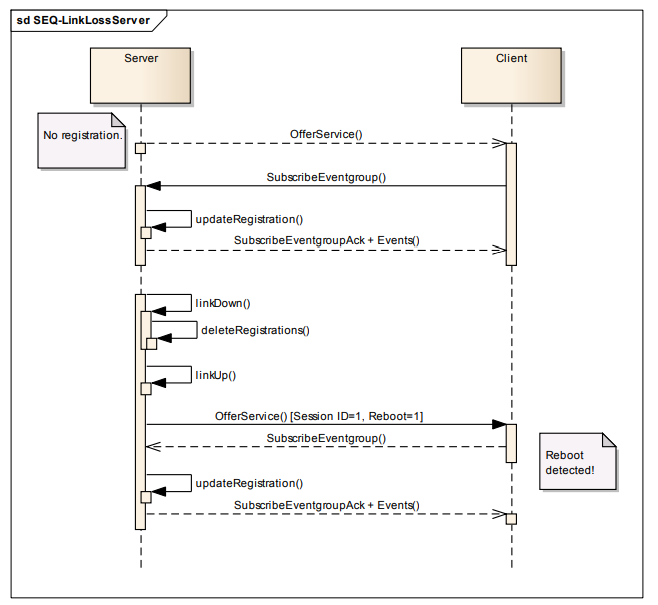 sd SEQ-LinkLossServer
Server
Client
No registration.
OfferService()
SubscribeEventgroup()
updateRegistration()
SubscribeEventgroupAck + Events()
linkDown()
deleteRegistrations()
linkUp()
OfferService() [Session ID=1, Reboot=1]
SubscribeEventgroup()
Reboot
detected!
updateRegistration()
SubscribeEventgroupAck + Events()